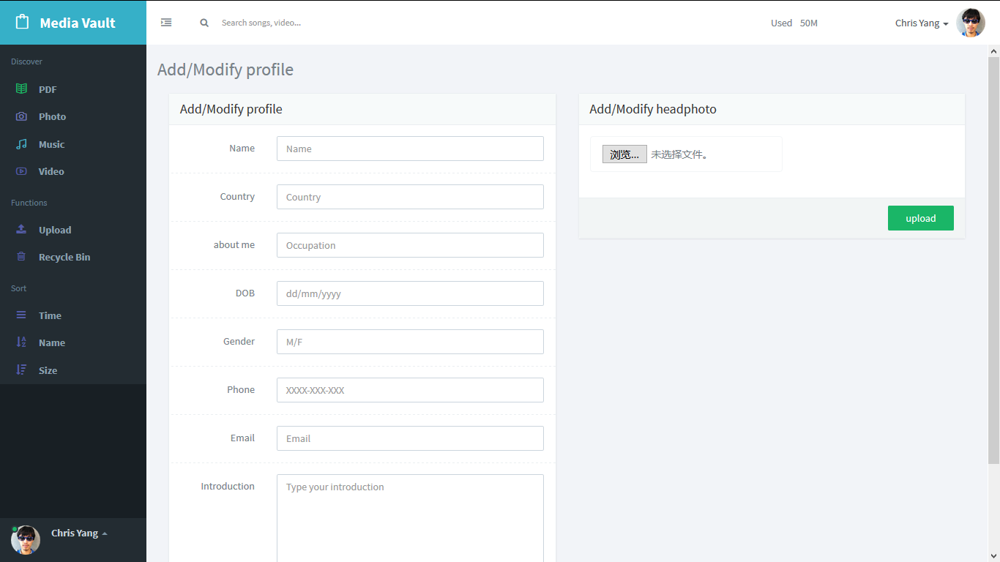 Media Vault
Search songs, video...
Used 50M
Chris Yang
Discover
PDF
Photo
Music
Video
Functions
Upload
Recycle Bin
Sort
Time
Name
Size
Chris Yang
Add/Modify profile
Add/Modify profile
Name
Name
Country
Country
about me
Occupation
DOB
dd/mm/yyyy
Gender
M/F
Phone
XXXX-XXX-XXX
Email
Email
Introduction
Type your introduction
Add/Modify headphoto
浏览... 未选择文件。
upload